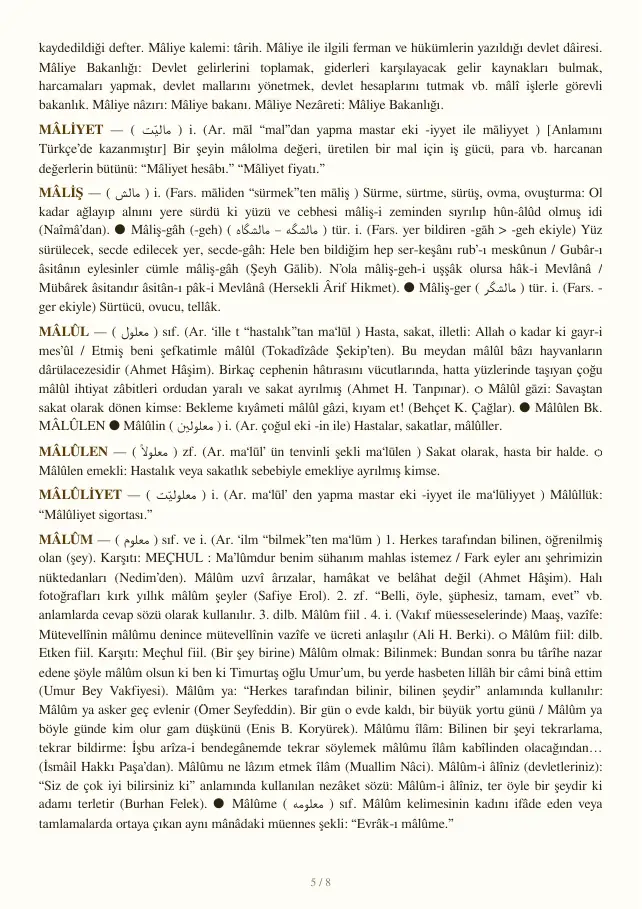 kaydedildiği defter. Mâliye kalemi: târih. Mâliye ile ilgili ferman ve hükümlerin yazıldığı devlet dâiresi.
Mâliye Bakanlığı: Devlet gelirlerini toplamak, giderleri karşılayacak gelir kaynakları bulmak,
harcamaları yapmak, devlet mallarını yönetmek, devlet hesaplarını tutmak vb. mâlî işlerle görevli
bakanlık. Mâliye nâzırı: Mâliye bakanı. Mâliye Nezâreti: Mâliye Bakanlığı.
MÂLİYET — ( ماليّت ) i. (Ar. māl “mal”dan yapma mastar eki -iyyet ile māliyyet ) [Anlamını
Türkçe’de kazanmıştır] Bir şeyin mâlolma değeri, üretilen bir mal için iş gücü, para vb. harcanan
değerlerin bütünü: “Mâliyet hesâbı.” “Mâliyet fiyatı.”
MÂLİŞ — ( مالش ) i. (Fars. māliden “sürmek”ten māliş ) Sürme, sürtme, sürüş, ovma, ovuşturma: Ol
kadar ağlayıp alnını yere sürdü ki yüzü ve cebhesi mâliş-i zeminden sıyrılıp hûn-âlûd olmuş idi
(Naîmâ’dan). ● Mâliş-gâh (-geh) ( مالشگه – مالشگاه ) tür. i. (Fars. yer bildiren -gāh > -geh ekiyle) Yüz
sürülecek, secde edilecek yer, secde-gâh: Hele ben bildiğim hep ser-keşânı rub’-ı meskûnun / Gubâr-ı
âsitânın eylesinler cümle mâliş-gâh (Şeyh Gālib). N’ola mâliş-geh-i uşşâk olursa hâk-i Mevlânâ /
Mübârek âsitandır âsitân-ı pâk-i Mevlânâ (Hersekli Ârif Hikmet). ● Mâliş-ger ( مالشگر ) tür. i. (Fars. -
ger ekiyle) Sürtücü, ovucu, tellâk.
MÂLÛL — ( معلول ) sıf. (Ar. ‘ille t “hastalık”tan ma‘lūl ) Hasta, sakat, illetli: Allah o kadar ki gayr-i
mes’ûl / Etmiş beni şefkatimle mâlûl (Tokadîzâde Şekip’ten). Bu meydan mâlûl bâzı hayvanların
dârülacezesidir (Ahmet Hâşim). Birkaç cephenin hâtırasını vücutlarında, hatta yüzlerinde taşıyan çoğu
mâlûl ihtiyat zâbitleri ordudan yaralı ve sakat ayrılmış (Ahmet H. Tanpınar). ○ Mâlûl gāzi: Savaştan
sakat olarak dönen kimse: Bekleme kıyâmeti mâlûl gāzi, kıyam et! (Behçet K. Çağlar). ● Mâlûlen Bk.
MÂLÛLEN ● Mâlûlin ( معلولين ) i. (Ar. çoğul eki -in ile) Hastalar, sakatlar, mâlûller.
MÂLÛLEN — ( معلولاً ) zf. (Ar. ma‘lūl’ ün tenvinli şekli ma‘lūlen ) Sakat olarak, hasta bir halde. ○
Mâlûlen emekli: Hastalık veya sakatlık sebebiyle emekliye ayrılmış kimse.
MÂLÛLİYET — ( معلوليّت ) i. (Ar. ma‘lūl’ den yapma mastar eki -iyyet ile ma‘lūliyyet ) Mâlûllük:
“Mâlûliyet sigortası.”
MÂLÛM — ( معلوم ) sıf. ve i. (Ar. ‘ilm “bilmek”ten ma‘lūm ) 1. Herkes tarafından bilinen, öğrenilmiş
olan (şey). Karşıtı: MEÇHUL : Ma’lûmdur benim sühanım mahlas istemez / Fark eyler anı şehrimizin
nüktedanları (Nedim’den). Mâlûm uzvî ârızalar, hamâkat ve belâhat değil (Ahmet Hâşim). Halı
fotoğrafları kırk yıllık mâlûm şeyler (Safiye Erol). 2. zf. “Belli, öyle, şüphesiz, tamam, evet” vb.
anlamlarda cevap sözü olarak kullanılır. 3. dilb. Mâlûm fiil . 4. i. (Vakıf müesseselerinde) Maaş, vazîfe:
Mütevellînin mâlûmu denince mütevellînin vazîfe ve ücreti anlaşılır (Ali H. Berki). ○ Mâlûm fiil: dilb.
Etken fiil. Karşıtı: Meçhul fiil. (Bir şey birine) Mâlûm olmak: Bilinmek: Bundan sonra bu târîhe nazar
edene şöyle mâlûm olsun ki ben ki Timurtaş oğlu Umur’um, bu yerde hasbeten lillâh bir câmi binâ ettim
(Umur Bey Vakfiyesi). Mâlûm ya: “Herkes tarafından bilinir, bilinen şeydir” anlamında kullanılır:
Mâlûm ya asker geç evlenir (Ömer Seyfeddin). Bir gün o evde kaldı, bir büyük yortu günü / Mâlûm ya
böyle günde kim olur gam düşkünü (Enis B. Koryürek). Mâlûmu îlâm: Bilinen bir şeyi tekrarlama,
tekrar bildirme: İşbu arîza-i bendegânemde tekrar söylemek mâlûmu îlâm kabîlinden olacağından…
(İsmâil Hakkı Paşa’dan). Mâlûmu ne lâzım etmek îlâm (Muallim Nâci). Mâlûm-i âlîniz (devletleriniz):
“Siz de çok iyi bilirsiniz ki” anlamında kullanılan nezâket sözü: Mâlûm-i âlîniz, ter öyle bir şeydir ki
adamı terletir (Burhan Felek). ● Mâlûme ( معلومه ) sıf. Mâlûm kelimesinin kadını ifâde eden veya
tamlamalarda ortaya çıkan aynı mânâdaki müennes şekli: “Evrâk-ı mâlûme.”
5 / 8